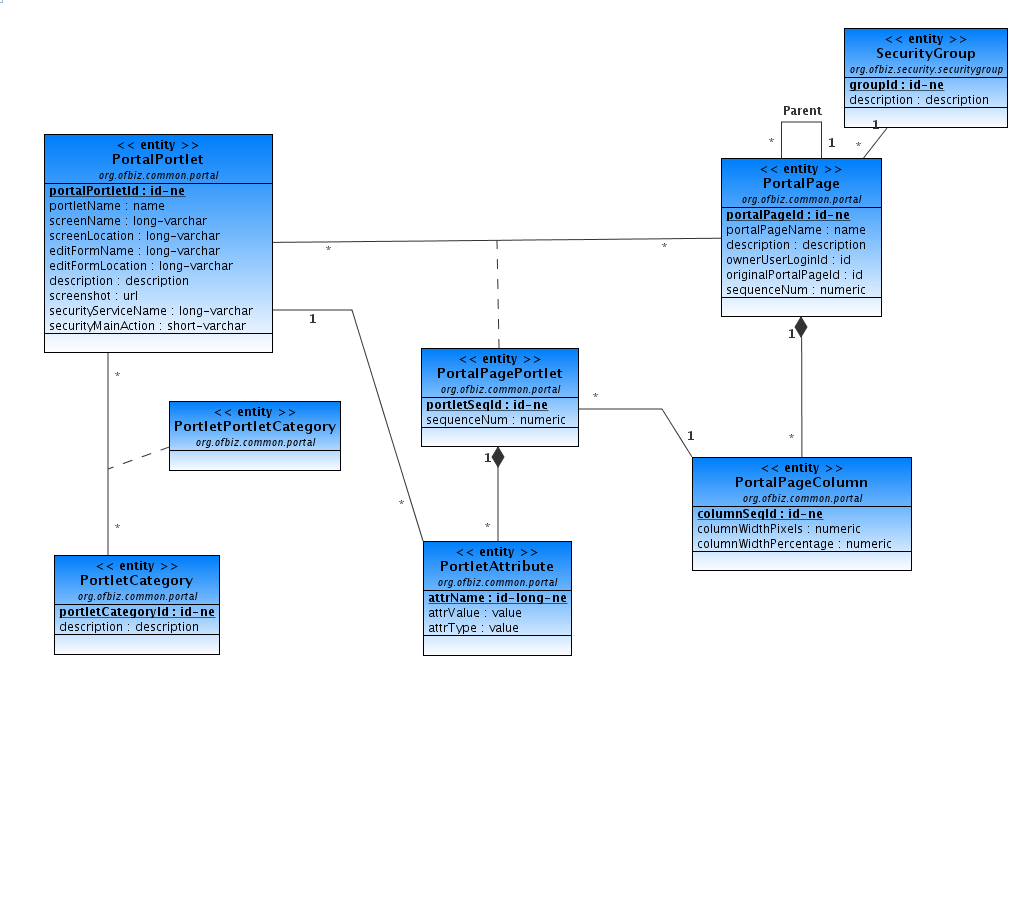 << entity >>
SecurityGroup
org.ofbiz.security.securitygroup
groupId : id-ne
description : description
1
*
Parent
*
1
<< entity >>
PortalPage
org.ofbiz.common.portal
portalPageId : id-ne
portalPageName : name
description : description
ownerUserLoginId : id
originalPortalPageId : id
sequenceNum : numeric
<< entity >>
PortalPortlet
org.ofbiz.common.portal
portalPortletId : id-ne
portletName : name
screenName : long-varchar
screenLocation : long-varchar
editFormName : long-varchar
editFormLocation : long-varchar
description : description
screenshot : url
securityServiceName : long-varchar
securityMainAction : short-varchar
*
*
1
1
*
<< entity >>
PortalPagePortlet
org.ofbiz.common.portal
portletSeqId : id-ne
sequenceNum : numeric
*
1
*
<< entity >>
PortletPortletCategory
org.ofbiz.common.portal
*
1
*
*
<< entity >>
PortalPageColumn
org.ofbiz.common.portal
columnSeqId : id-ne
columnWidthPixels : numeric
columnWidthPercentage : numeric
<< entity >>
PortletCategory
org.ofbiz.common.portal
portletCategoryId : id-ne
description : description
<< entity >>
PortletAttribute
org.ofbiz.common.portal
attrName : id-long-ne
attrValue : value
attrType : value